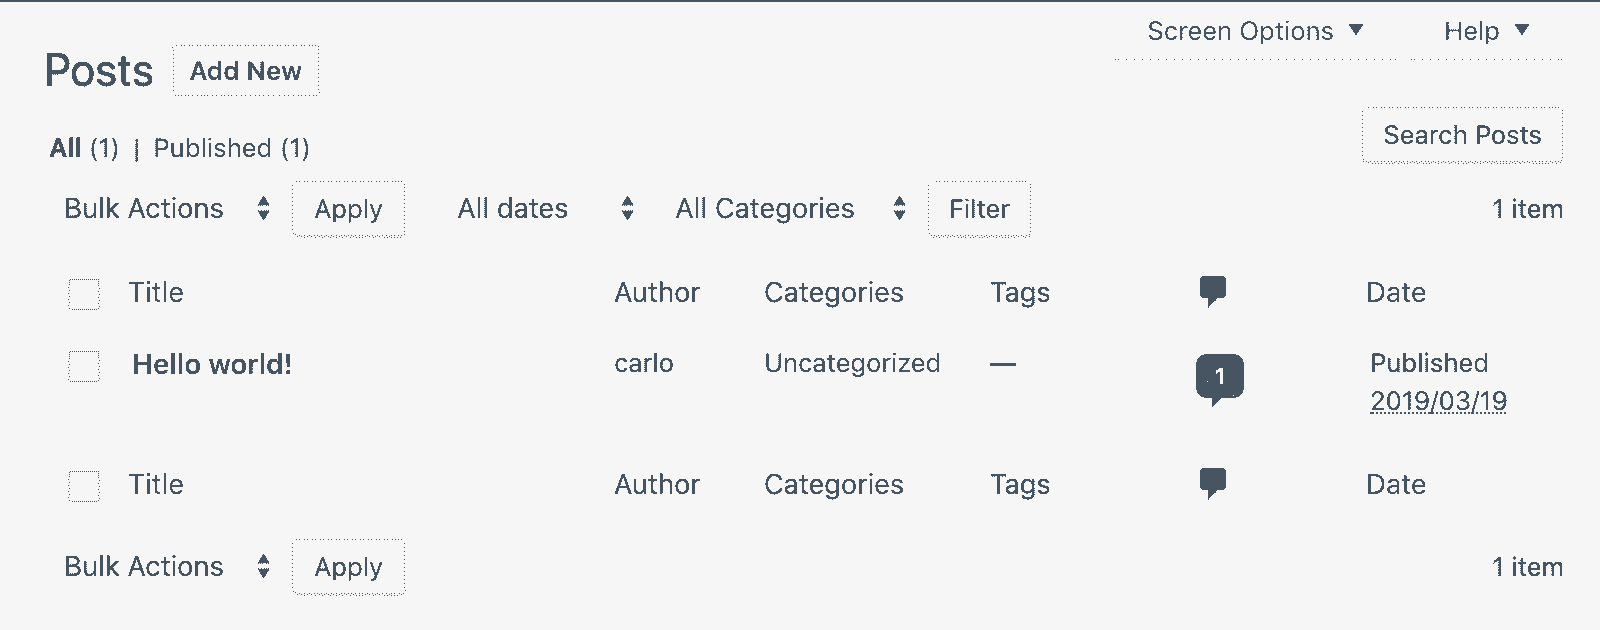 Screen Options ▼ Help ▼
Posts Add New
Search Posts
All (1) | Published (1)
Bulk Actions Apply All dates All Categories Filter 1 item
Title Author Categories Tags Date
Hello world! carlo Uncategorized — 1 Published
2019/03/19
Title Author Categories Tags Date
Bulk Actions Apply 1 item